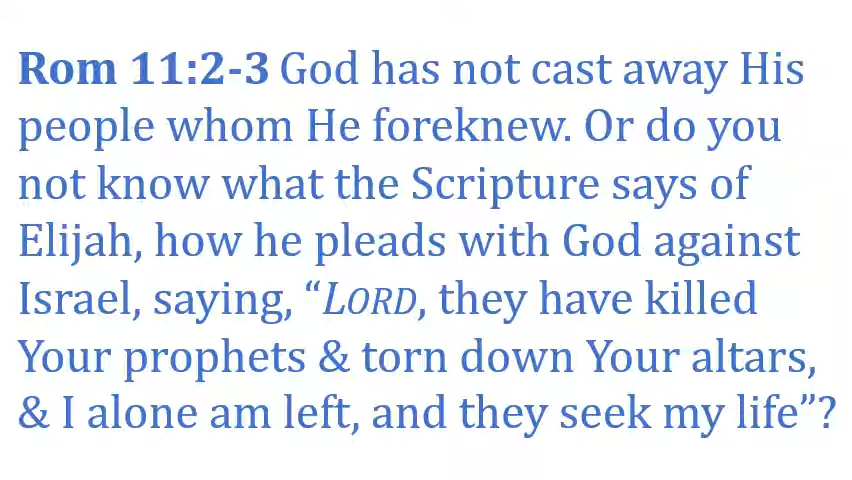 Rom 11:2-3 God has not cast away His
people whom He foreknew. Or do you
not know what the Scripture says of
Elijah, how he pleads with God against
Israel, saying, “LORD, they have killed
Your prophets & torn down Your altars,
& I alone am left, and they seek my life”?